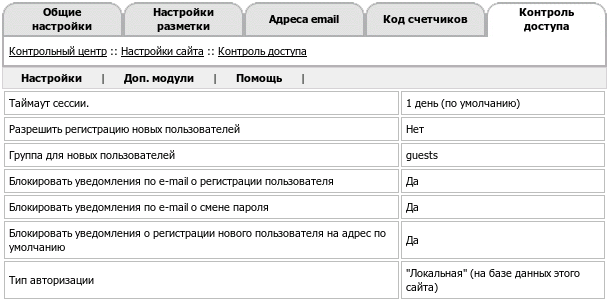 Общие
настройки
Настройки
разметки
Адреса email
Код счетчиков
Контроль
доступа
Контрольный центр :: Настройки сайта :: Контроль доступа
Настройки | Доп. модули | Помощь |
Таймаут сессии. 1 день (по умолчанию)
Разрешить регистрацию новых пользователей Нет
Группа для новых пользователей guests
Блокировать уведомления по e-mail о регистрации пользователя Да
Блокировать уведомления по e-mail о смене пароля Да
Блокировать уведомления о регистрации нового пользователя на адрес по
умолчанию
Да
Тип авторизации
"Локальная" (на базе данных этого
сайта)